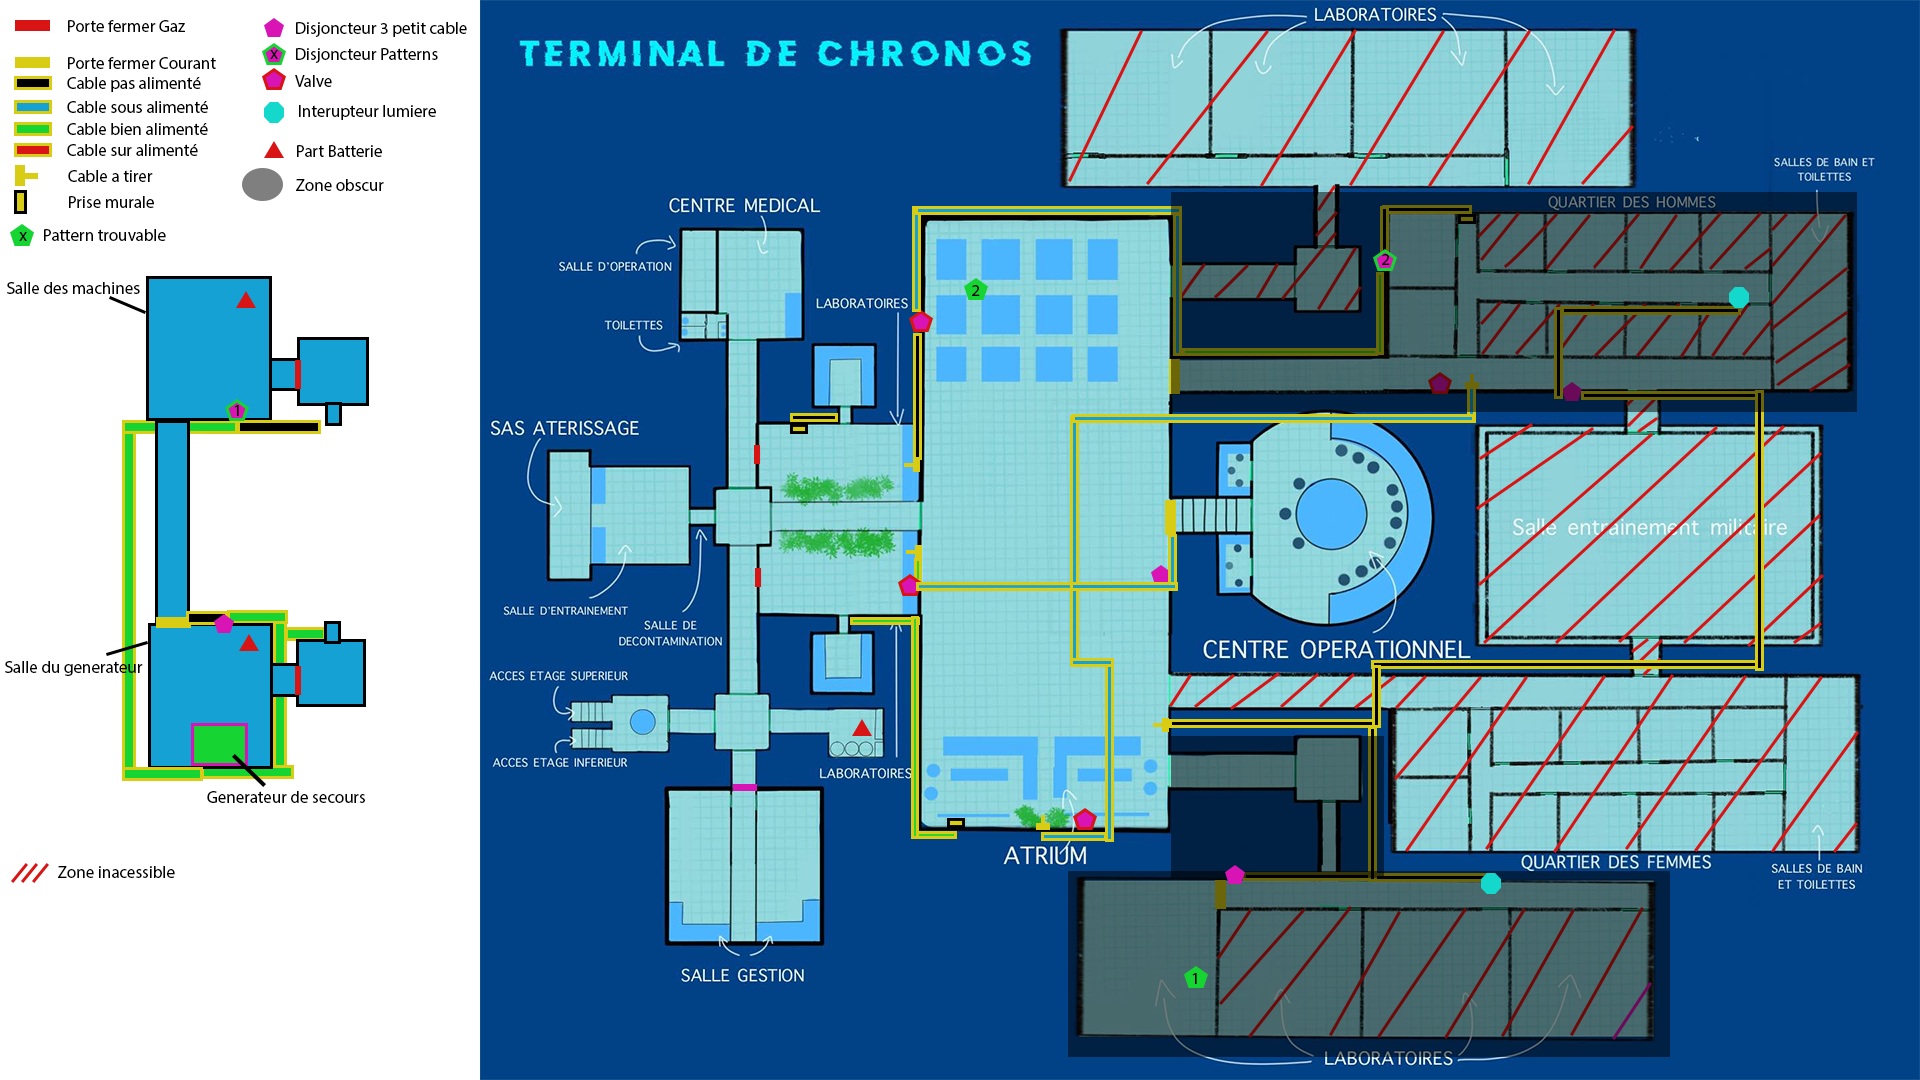 Porte fermer Gaz
Porte fermer Courant
Cable pas alimenté
Cable sous alimenté
Cable bien alimenté
Cable sur alimenté
Cable a tirer
Prise murale
X Pattern trouvable
Disjoncteur 3 petit cable
X Disjoncteur Patterns
Valve
Interupteur lumiere
Part Batterie
Zone obscur
Salle des machines
1
Salle du generateur
Generateur de secours
Zone inacessible
TERMINAL DE CHRONOS
LABORATOIRES
SALLES DE BAIN ET
TOILETTES
QUARTIER DES HOMMES
CENTRE MEDICAL
SALLE D'OPERATION
TOILETTES
LABORATOIRES
2
2
SAS ATERISSAGE
SALLE D'ENTRAINEMENT
SALLE DE
DECONTAMINATION
Salle entrainement militaire
CENTRE OPERATIONNEL
ACCES ETAGE SUPERIEUR
ACCES ETAGE INFERIEUR
LABORATOIRES
ATRIUM
QUARTIER DES FEMMES
SALLES DE BAIN
ET TOILETTES
SALLE GESTION
1
LABORATOIRES